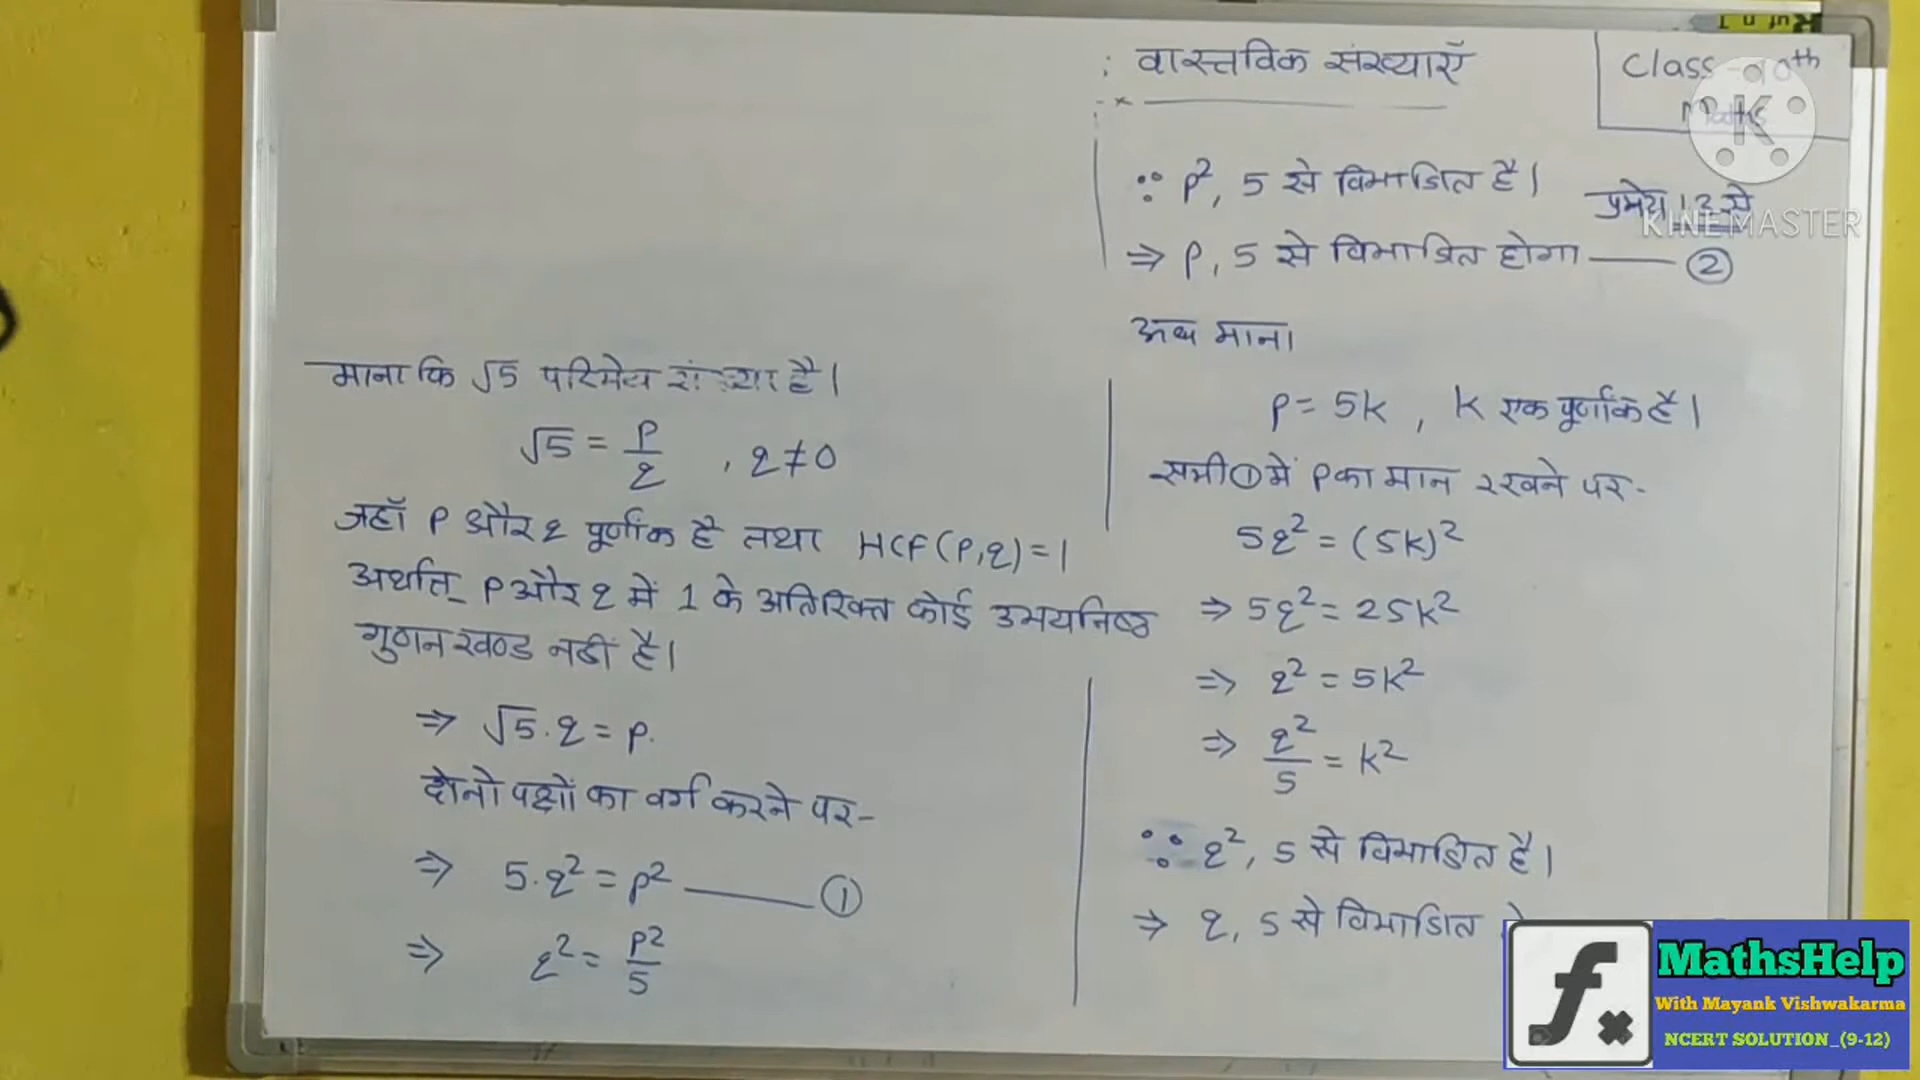 वास्तविक संख्याएँ
Class - 10th
Maths
माना कि √5 परिमेय संख्या है।
√5 = p/q , q ≠ 0
जहाँ p और q पूर्णांक है तथा HCF(p,q) = 1
अर्थात् p और q में 1 के अतिरिक्त कोई उभयनिष्ठ
गुणनखण्ड नहीं है।
⇒ √5.q = p.
दोनो पक्षों का वर्ग करने पर-
⇒ 5.q² = p² —— ①
⇒ q² = p²/5
∵ p², 5 से विभाजित है।
प्रमेय 1.3 से
⇒ p, 5 से विभाजित होगा —— ②
अब माना
p = 5k , k एक पूर्णांक है।
समी ① में p का मान रखने पर-
5q² = (5k)²
⇒ 5q² = 25k²
⇒ q² = 5k²
⇒ q²/5 = k²
∵ q², 5 से विभाजित है।
⇒ q, 5 से विभाजित
K
KINEMASTER
MathsHelp
With Mayank Vishwakarma
NCERT SOLUTION_(9-12)